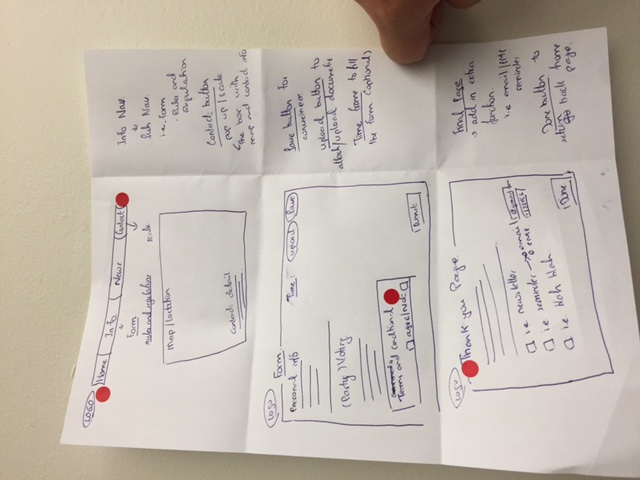 LOGO
Home
Info
News
Contact
Form
rules and regulation
Map/location
Contact detail
Info Nav
Sub Nav
i.e. Form
. Rules and
Regulation
Contact button
pop up / scale
the box with
map and contact info
LOGO
Form
Personal info
Time:
upload
Save
(Party) Voting
Terms and conditional
agree/not
Submit
Save button for
upload button to
attach/upload documents
Time frame to fill
the form (optional)
LOGO
Thank you Page.
i.e newsletter
i.e. reminder → email
SMS
i.e. blah blah
Done
Final Page
→ add in extra
function
i.e email/SMS
reminder
Done button to
return back home
page.